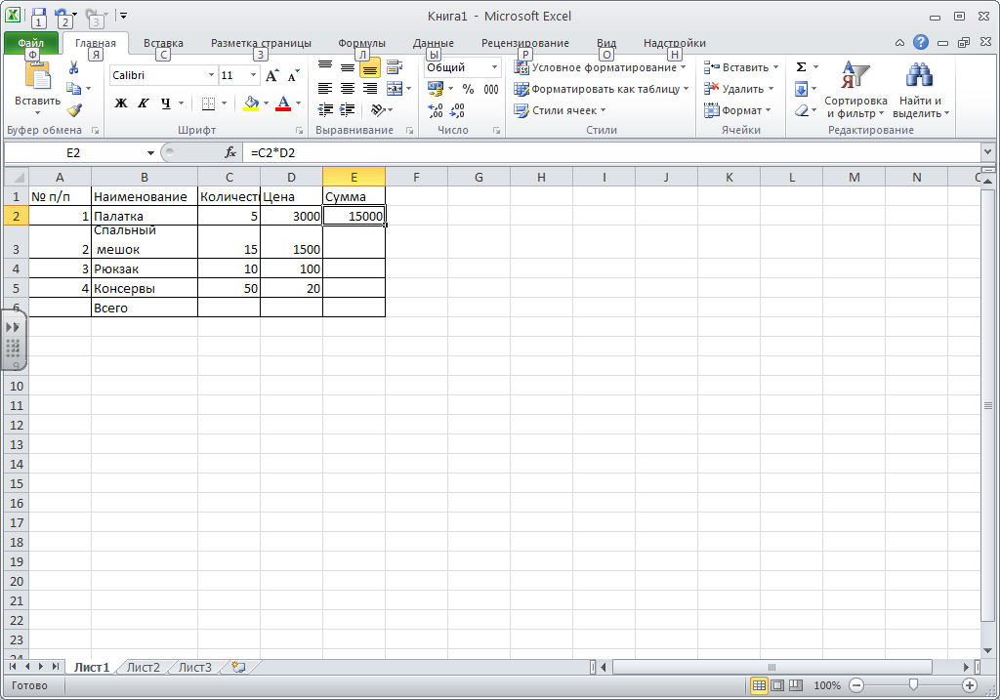 Книга1 - Microsoft Excel
1 2 3
Файл Главная Вставка Разметка страницы Формулы Данные Рецензирование Вид Надстройки
Ф Я С З Л Ы Р О Н
Вставить
Calibri 11
Ж К Ч
А
Общий
% 000
Условное форматирование
Форматировать как таблицу
Стили ячеек
Вставить
Удалить
Формат
Σ
Сортировка и фильтр
Найти и выделить
Буфер обмена Шрифт Выравнивание Число Стили Ячейки Редактирование
E2 fx =C2*D2
A B C D E F G H I J K L M N
1 № п/п Наименование Количест Цена Сумма
2 1 Палатка 5 3000 15000
Спальный
3 2 мешок 15 1500
4 3 Рюкзак 10 100
5 4 Консервы 50 20
6 Всего
9
10
11
12
13
14
15
16
17
18
19
20
21
22
23
24
Лист1 Лист2 Лист3
Готово 100%